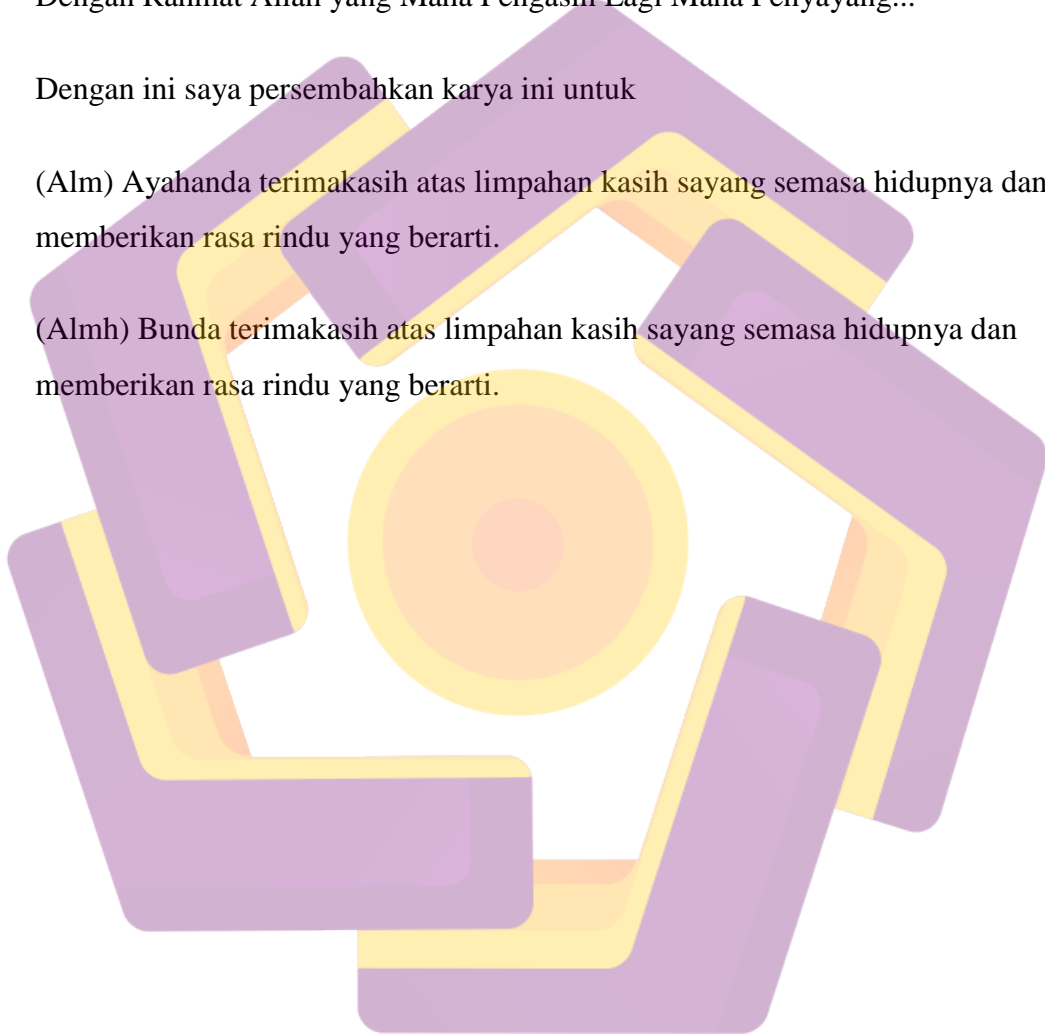 Dengan Rahmat Allah yang Maha Pengasih Lagi Maha Penyayang...
Dengan ini saya persembahkan karya ini untuk
(Alm) Ayahanda terimakasih atas limpahan kasih sayang semasa hidupnya dan
memberikan rasa rindu yang berarti.
(Almh) Bunda terimakasih atas limpahan kasih sayang semasa hidupnya dan
memberikan rasa rindu yang berarti.